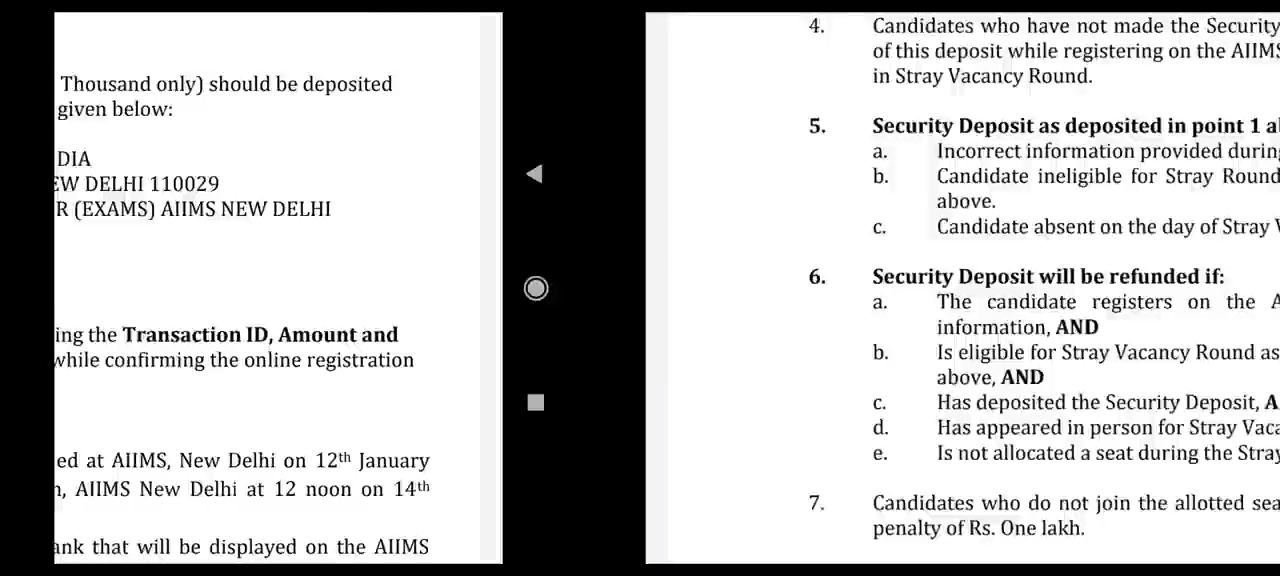 Thousand only) should be deposited
given below:
DIA
EW DELHI 110029
R (EXAMS) AIIMS NEW DELHI
ing the Transaction ID, Amount and
while confirming the online registration
ed at AIIMS, New Delhi on 12th January
, AIIMS New Delhi at 12 noon on 14th
ank that will be displayed on the AIIMS
4. Candidates who have not made the Security
of this deposit while registering on the AIIMS
in Stray Vacancy Round.
5. Security Deposit as deposited in point 1 a
a. Incorrect information provided during
b. Candidate ineligible for Stray Round
above.
c. Candidate absent on the day of Stray V
6. Security Deposit will be refunded if:
a. The candidate registers on the A
information, AND
b. Is eligible for Stray Vacancy Round as
above, AND
c. Has deposited the Security Deposit, A
d. Has appeared in person for Stray Vaca
e. Is not allocated a seat during the Stray
7. Candidates who do not join the allotted sea
penalty of Rs. One lakh.